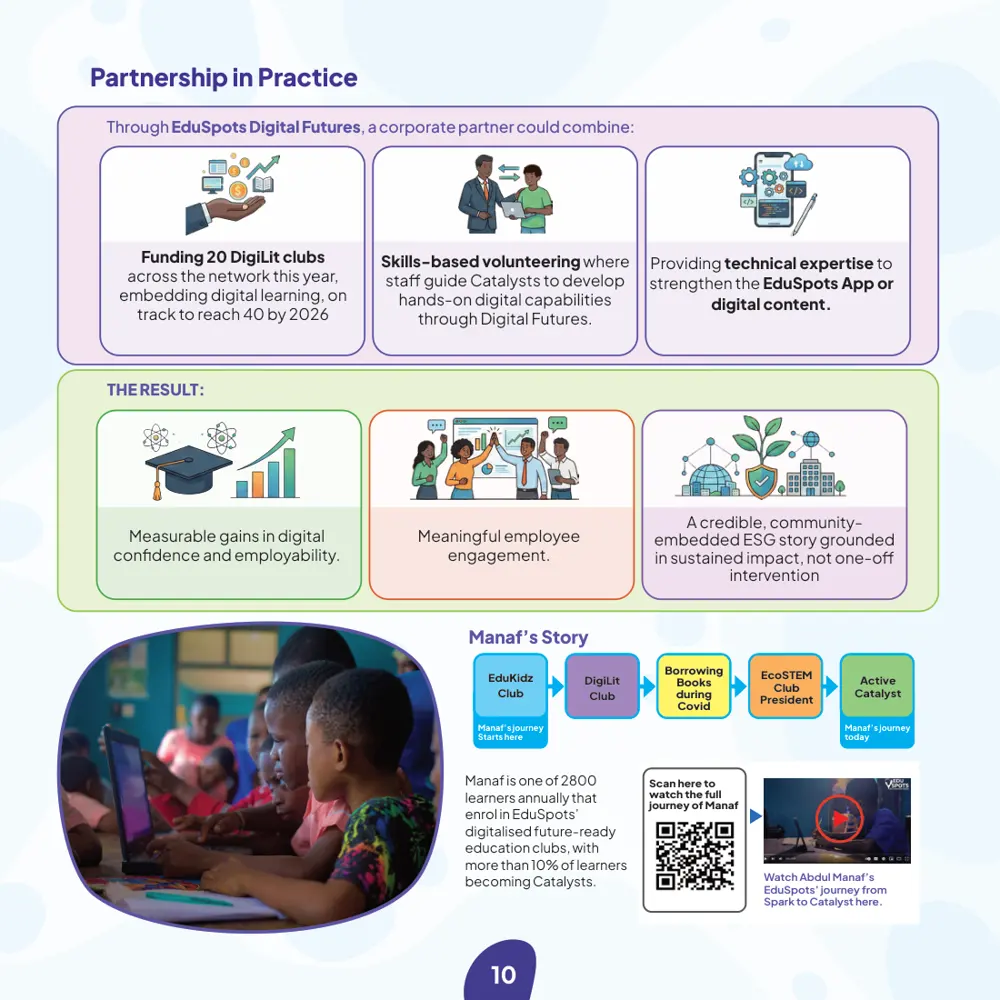 Partnership in Practice
Through EduSpots Digital Futures, a corporate partner could combine:
Funding 20 DigiLit clubs
across the network this year,
embedding digital learning, on
track to reach 40 by 2026
Skills-based volunteering where
staff guide Catalysts to develop
hands-on digital capabilities
through Digital Futures.
Providing technical expertise to
strengthen the EduSpots App or
digital content.
THE RESULT:
Measurable gains in digital
confidence and employability.
Meaningful employee
engagement.
A credible, community-
embedded ESG story grounded
in sustained impact, not one-off
intervention
Manaf's Story
EduKidz
Club
Manaf's journey
Starts here
DigiLit
Club
Borrowing
Books
during
Covid
EcoSTEM
Club
President
Active
Catalyst
Manaf's journey
today
Manaf is one of 2800
learners annually that
enrol in EduSpots'
digitalised future-ready
education clubs, with
more than 10% of learners
becoming Catalysts.
Scan here to
watch the full
journey of Manaf
EDU
SPOTS
Watch Abdul Manaf's
EduSpots' journey from
Spark to Catalyst here.
10